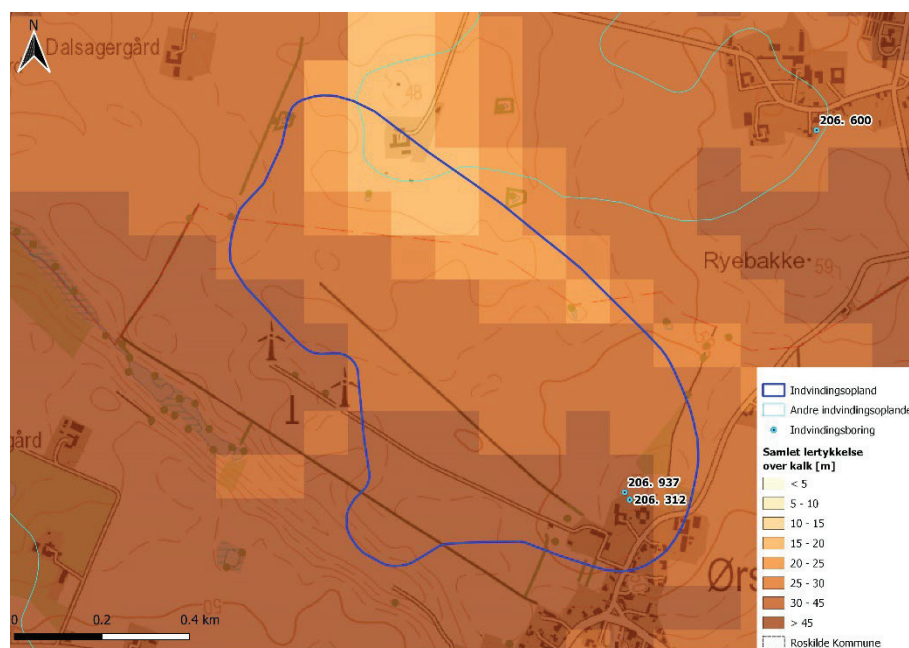 N
Dalsagergård
48
206. 600
Ryebakke
59
gård
206. 937
206. 312
Ørs
60
0 0.2 0.4 km
Indvindingsopland
Andre indvindingsoplande
Indvindingsboring
Samlet lertykkelse
over kalk [m]
< 5
5 - 10
10 - 15
15 - 20
20 - 25
25 - 30
30 - 45
> 45
Roskilde Kommune